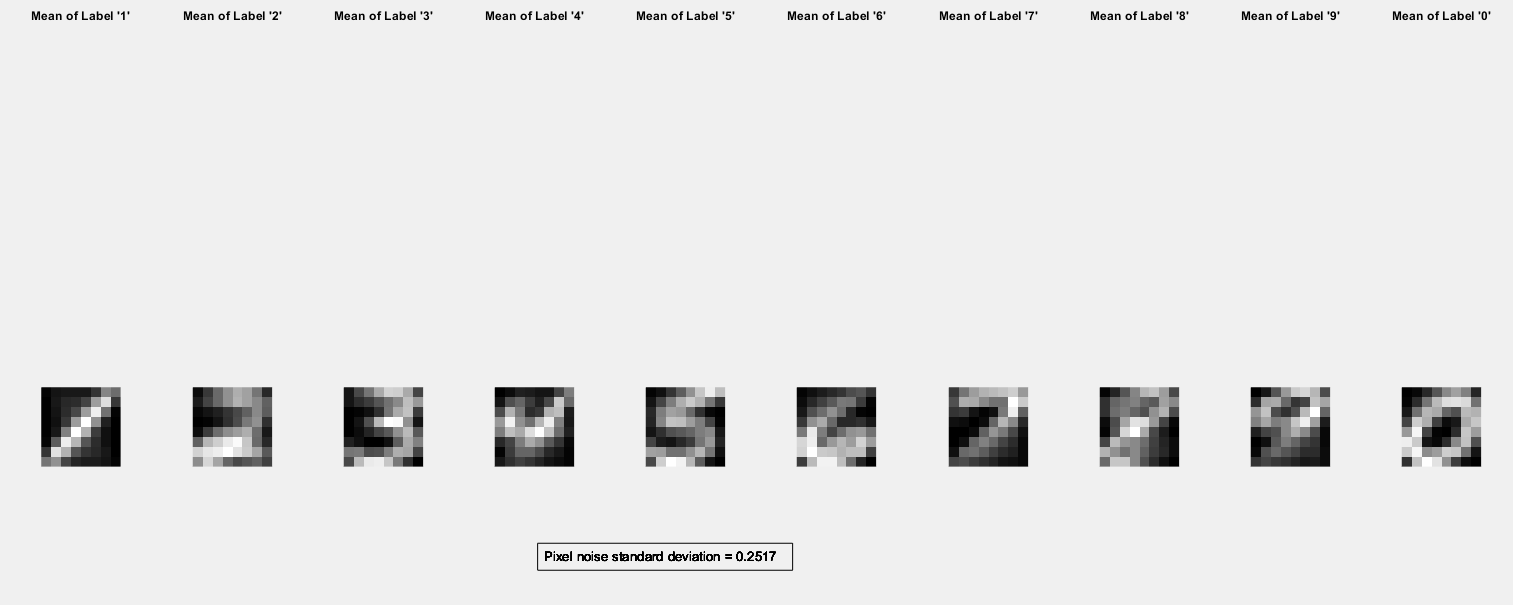 Mean of Label '1' Mean of Label '2' Mean of Label '3' Mean of Label '4' Mean of Label '5' Mean of Label '6' Mean of Label '7' Mean of Label '8' Mean of Label '9' Mean of Label '0'
Pixel noise standard deviation = 0.2517